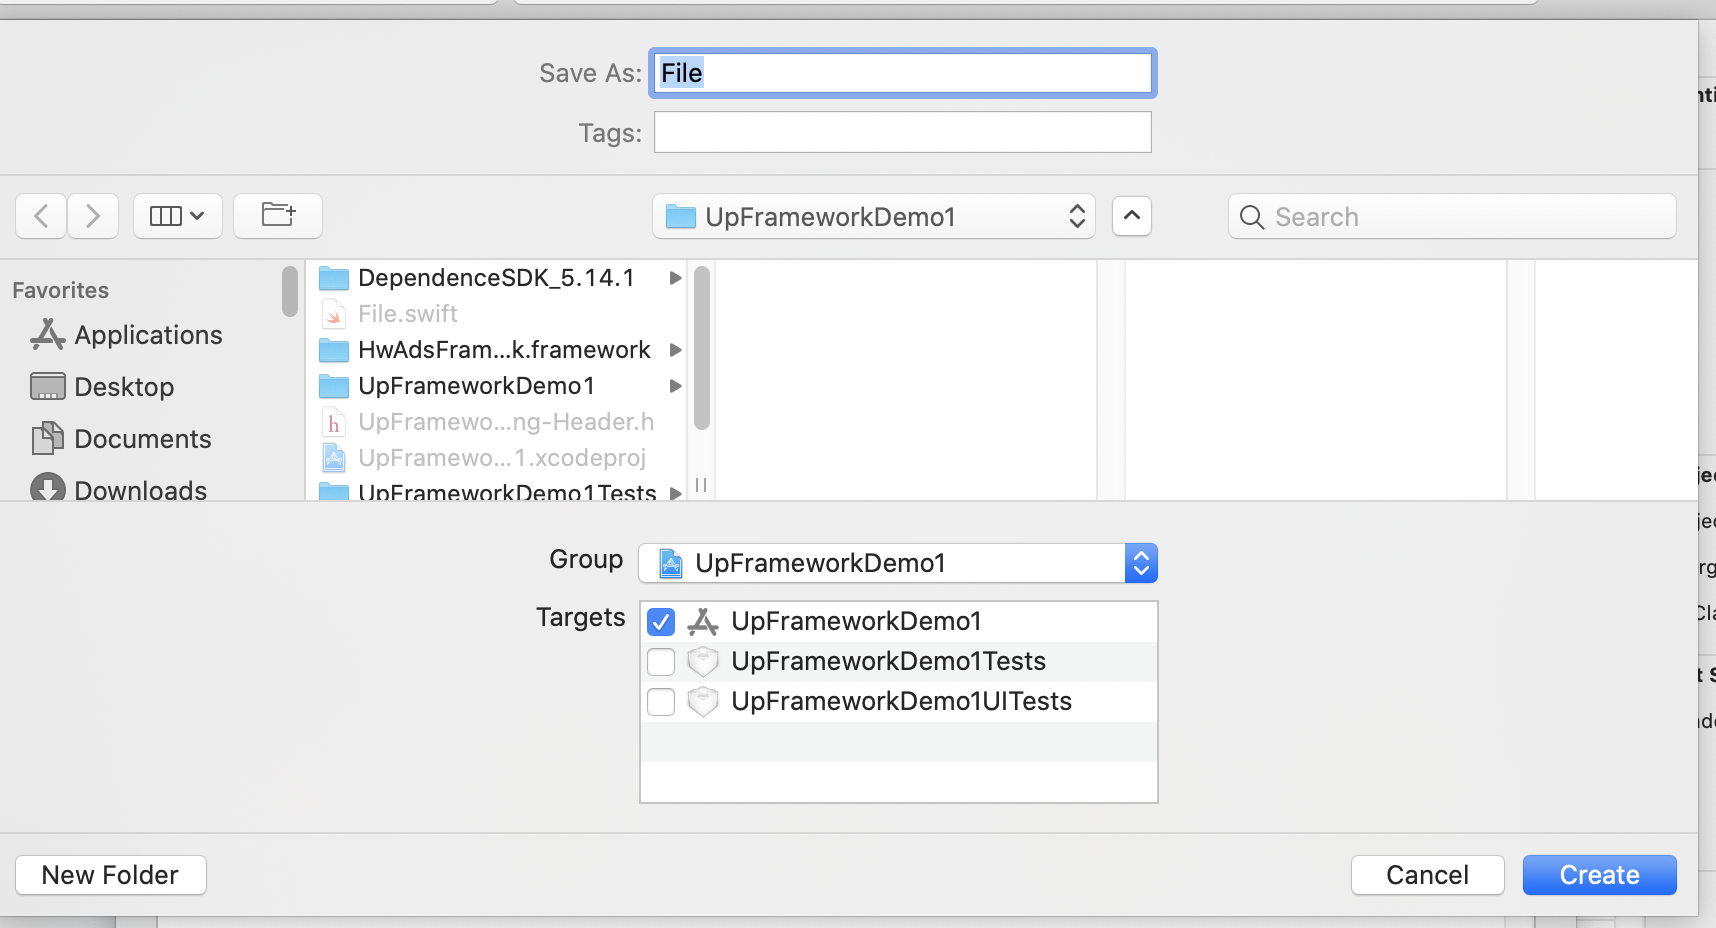 Save As: File
Tags:
UpFrameworkDemo1
Search
Favorites
Applications
Desktop
Documents
Downloads
DependenceSDK_5.14.1
File.swift
HwAdsFram...k.framework
UpFrameworkDemo1
UpFramewo...ng-Header.h
UpFramewo...1.xcodeproj
UpFrameworkDemo1Tests
Group UpFrameworkDemo1
Targets UpFrameworkDemo1
UpFrameworkDemo1Tests
UpFrameworkDemo1UITests
New Folder
Cancel
Create